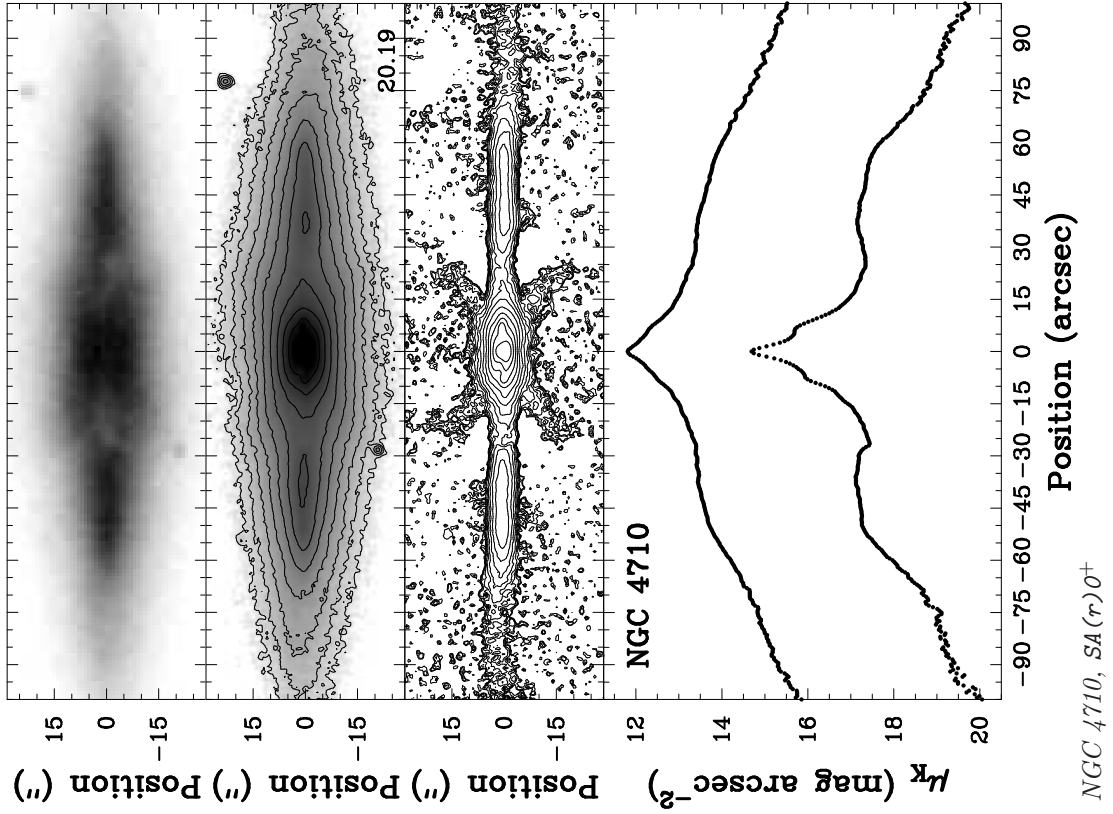 15
0
−15
Position (″)
15
0
−15
Position (″)
20.19
15
0
−15
Position (″)
NGC 4710
12
14
16
18
20
μK (mag arcsec−2)
−90 −75 −60 −45 −30 −15 0 15 30 45 60 75 90
Position (arcsec)
NGC 4710, SA(r)0+